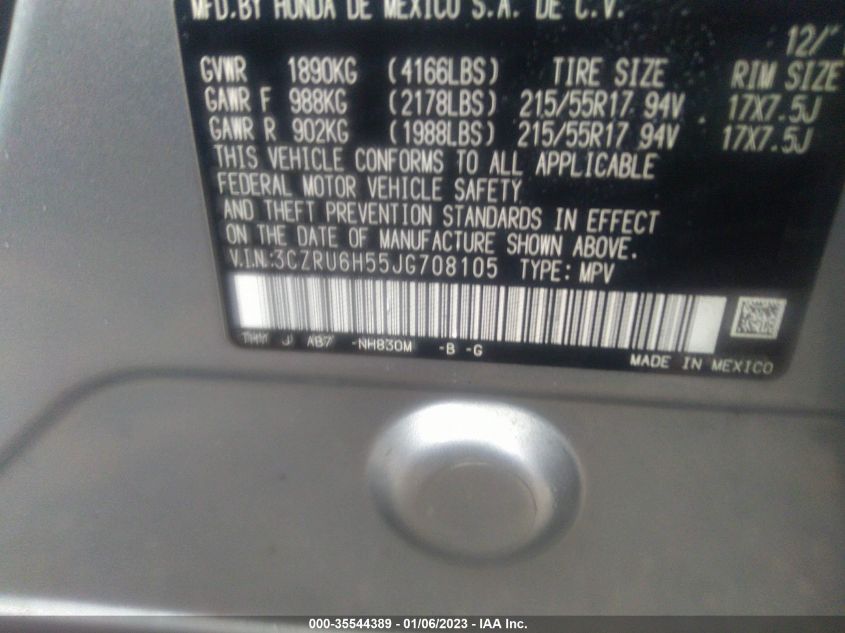 MFD.BY HONDA DE MEXICO S.A. DE C.V.
12/
GVWR 1890KG (4166LBS) TIRE SIZE RIM SIZE
GAWR F 988KG (2178LBS) 215/55R17 94V 17X7.5J
GAWR R 902KG (1988LBS) 215/55R17 94V 17X7.5J
THIS VEHICLE CONFORMS TO ALL APPLICABLE
FEDERAL MOTOR VEHICLE SAFETY
AND THEFT PREVENTION STANDARDS IN EFFECT
ON THE DATE OF MANUFACTURE SHOWN ABOVE.
V.I.N.:3CZRU6H55JG708105 TYPE: MPV
J AB7 -NH830M -B -G
MADE IN MEXICO
000-35544389 - 01/06/2023 - IAA Inc.